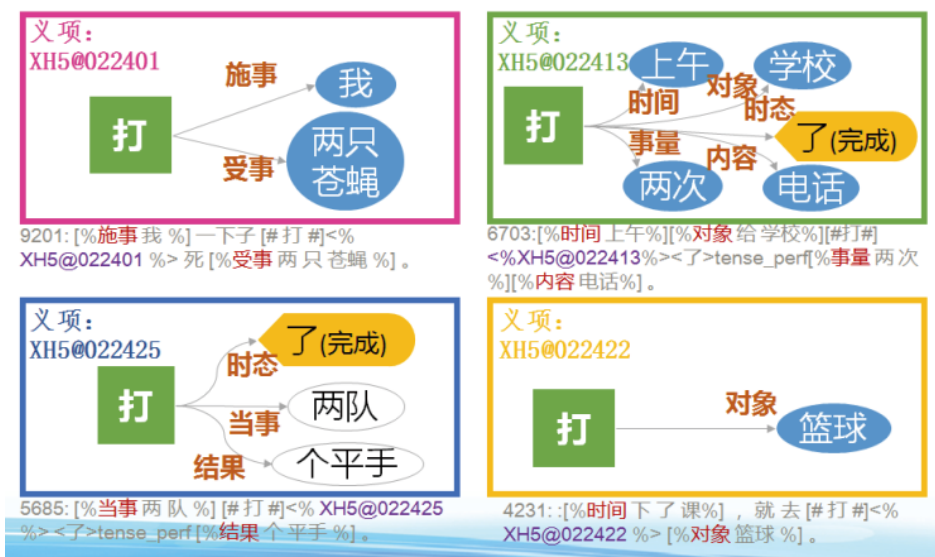 义项：
XH5@022401
打
施事
我
受事
两只
苍蝇
9201: [%施事 我 %] 一下子 [# 打 #]<%
XH5@022401 %> 死 [%受事 两 只 苍蝇 %] 。
义项：
XH5@022413
打
上午
学校
时间
对象
时态
了(完成)
事量
内容
两次
电话
6703:[%时间 上午%][%对象 给 学校%][#打#]
<%XH5@022413%><了>tense_perf[%事量 两 次
%][%内容 电话%] 。
义项：
XH5@022425
打
时态
了(完成)
当事
两队
结果
个平手
5685: [%当事 两 队 %] [# 打 #]<% XH5@022425
%> <了>tense_perf [%结果 个 平手 %] 。
义项：
XH5@022422
打
对象
篮球
4231: :[%时间 下 了 课%] ，就 去 [# 打 #]<%
XH5@022422 %> [%对象 篮球 %] 。